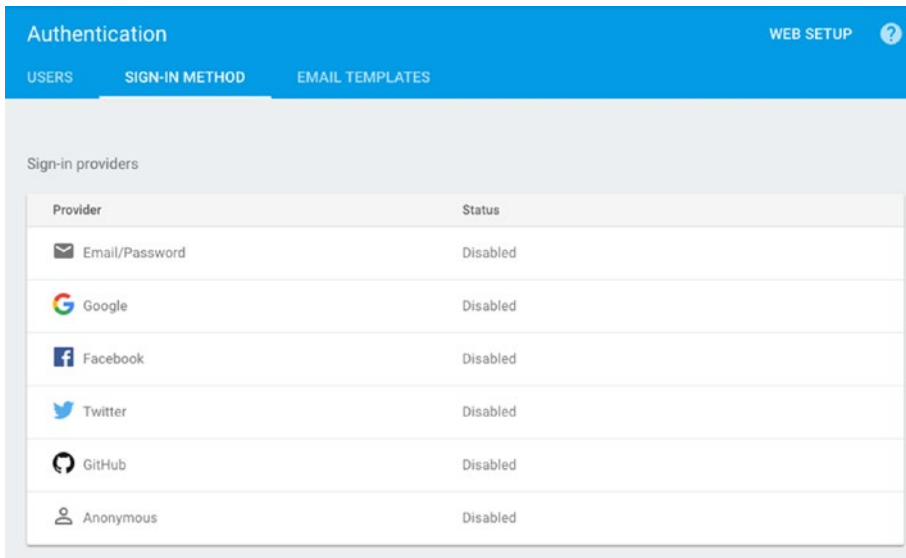 Authentication WEB SETUP ?
USERS SIGN-IN METHOD EMAIL TEMPLATES
Sign-in providers
Provider Status
Email/Password Disabled
Google Disabled
Facebook Disabled
Twitter Disabled
GitHub Disabled
Anonymous Disabled